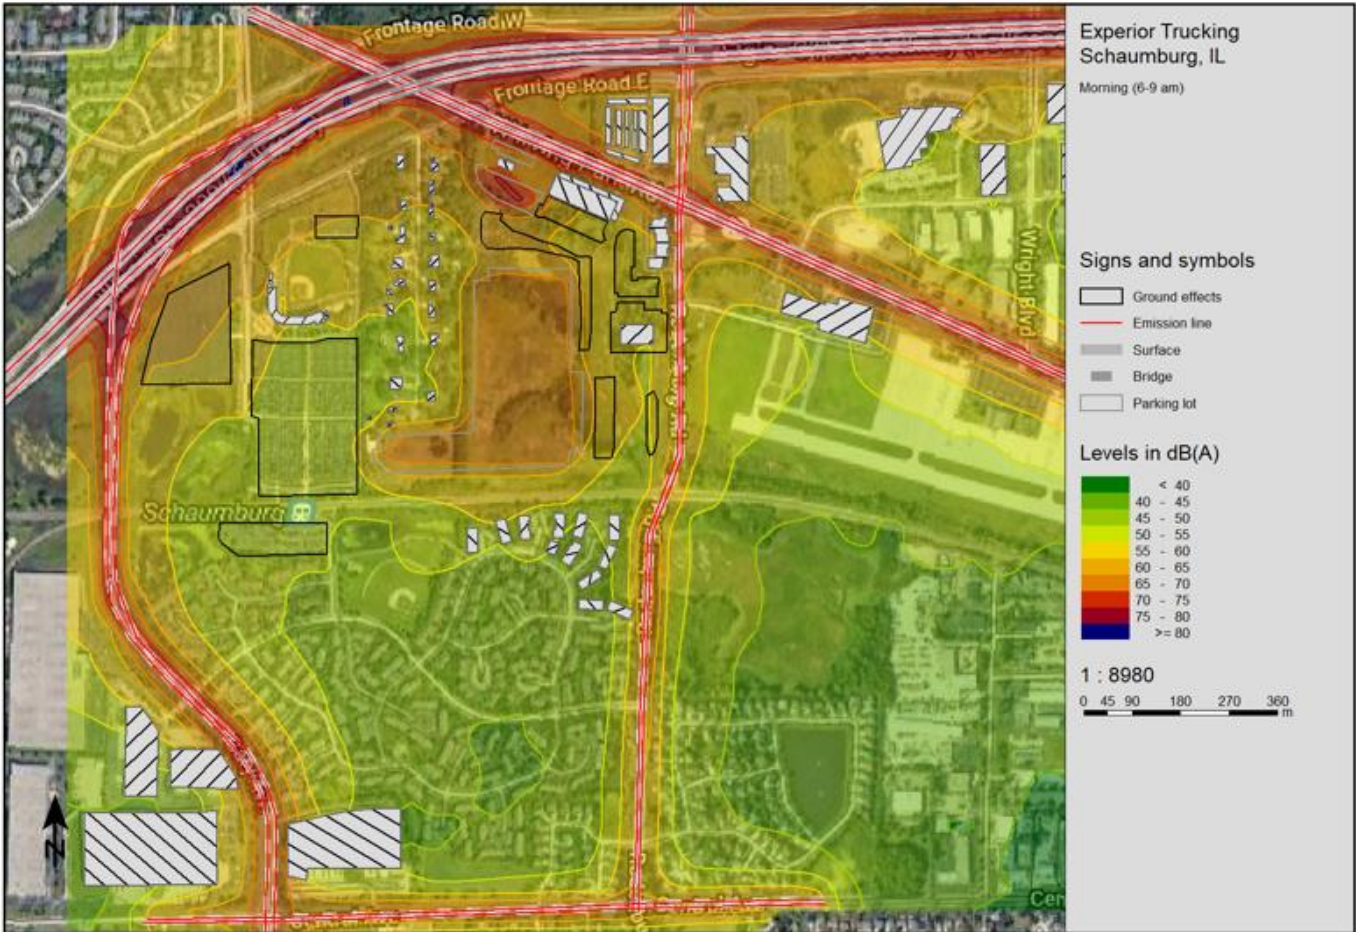 Frontage Road W
Frontage Road E
Wright Blvd
Schaumburg
Cen
Experior Trucking
Schaumburg, IL
Morning (6-9 am)
Signs and symbols
Ground effects
Emission line
Surface
Bridge
Parking lot
Levels in dB(A)
< 40
40 - 45
45 - 50
50 - 55
55 - 60
60 - 65
65 - 70
70 - 75
75 - 80
>= 80
1 : 8980
0 45 90 180 270 360
m
N